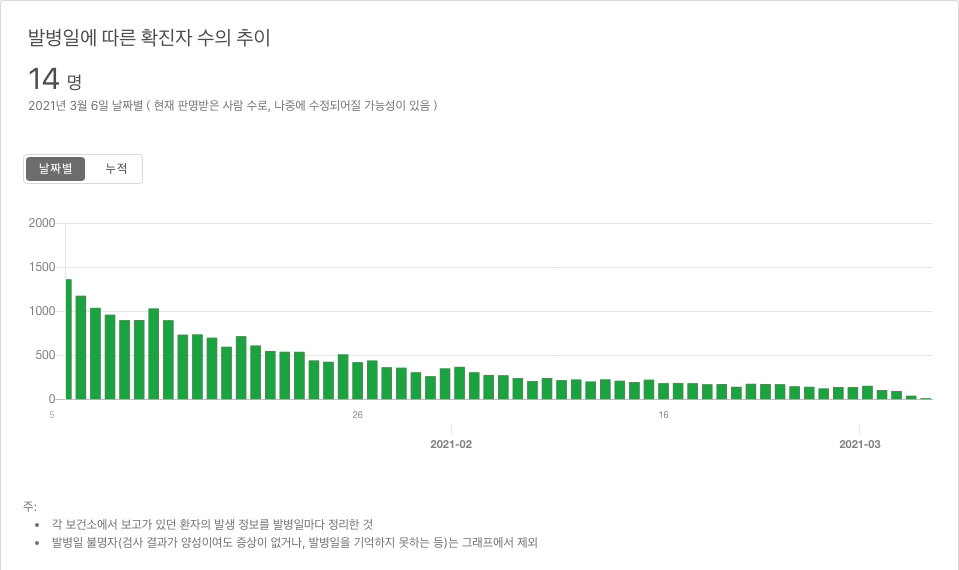 발병일에 따른 확진자 수의 추이
14 명
2021년 3월 6일 날짜별 ( 현재 판명받은 사람 수로, 나중에 수정되어질 가능성이 있음 )
날짜별 누적
2000
1500
1000
500
0
5 26 16
2021-02 2021-03
주:
• 각 보건소에서 보고가 있던 환자의 발생 정보를 발병일마다 정리한 것
• 발병일 불명자(검사 결과가 양성이여도 증상이 없거나, 발병일을 기억하지 못하는 등)는 그래프에서 제외